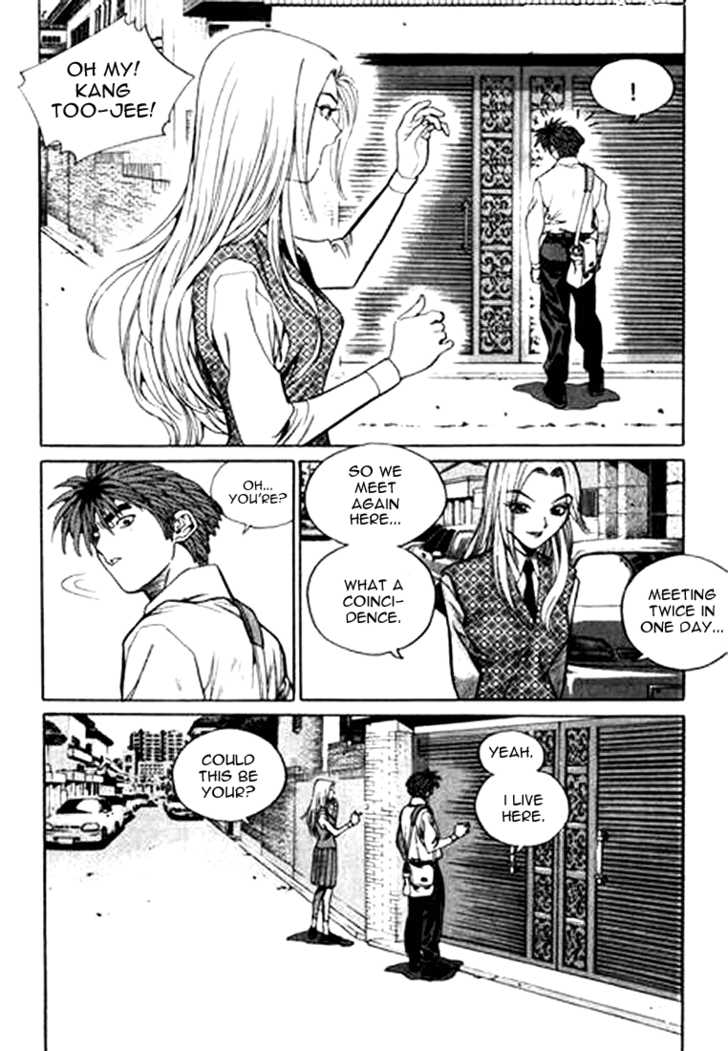 OH MY!
KANG
TOO-JEE!
!
OH...
YOU'RE?
SO WE
MEET
AGAIN
HERE...
WHAT A
COINCI-
DENCE.
MEETING
TWICE IN
ONE DAY...
COULD
THIS BE
YOUR?
YEAH.
I LIVE
HERE.